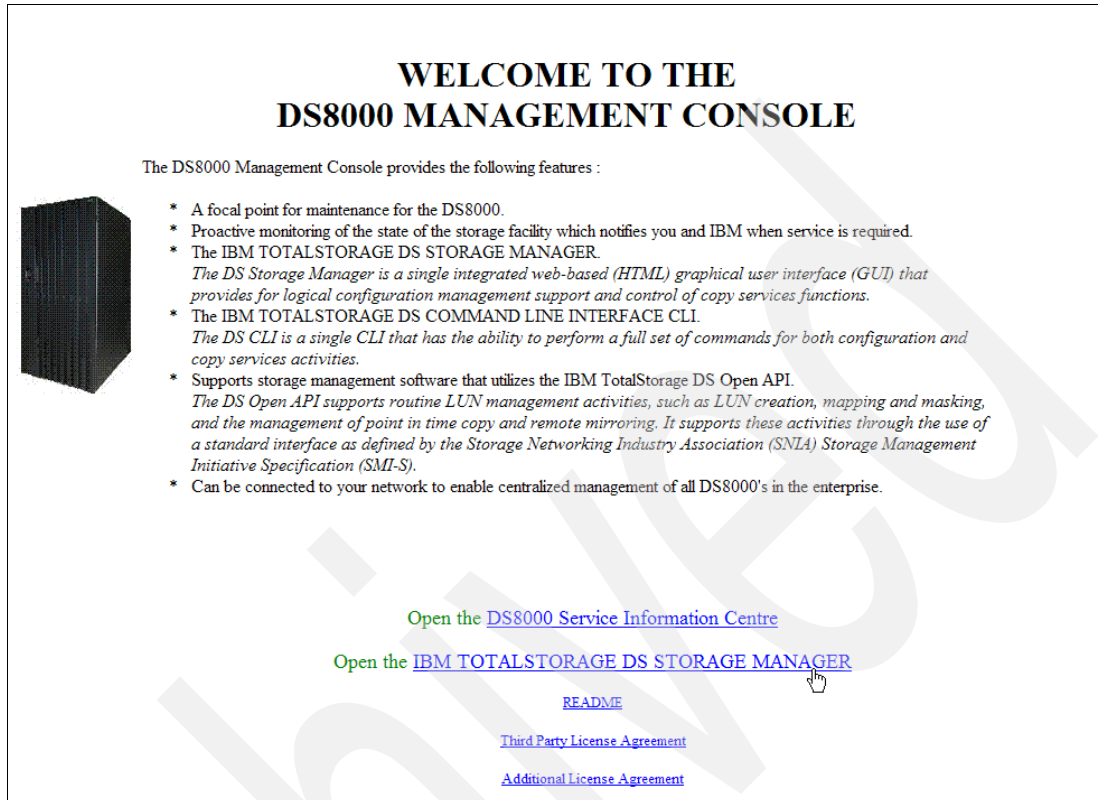 WELCOME TO THE
DS8000 MANAGEMENT CONSOLE
The DS8000 Management Console provides the following features :
* A focal point for maintenance for the DS8000.
* Proactive monitoring of the state of the storage facility which notifies you and IBM when service is required.
* The IBM TOTALSTORAGE DS STORAGE MANAGER.
The DS Storage Manager is a single integrated web-based (HTML) graphical user interface (GUI) that
provides for logical configuration management support and control of copy services functions.
* The IBM TOTALSTORAGE DS COMMAND LINE INTERFACE CLI.
The DS CLI is a single CLI that has the ability to perform a full set of commands for both configuration and
copy services activities.
* Supports storage management software that utilizes the IBM TotalStorage DS Open API.
The DS Open API supports routine LUN management activities, such as LUN creation, mapping and masking,
and the management of point in time copy and remote mirroring. It supports these activities through the use of
a standard interface as defined by the Storage Networking Industry Association (SNIA) Storage Management
Initiative Specification (SMI-S).
* Can be connected to your network to enable centralized management of all DS8000's in the enterprise.
Open the DS8000 Service Information Centre
Open the IBM TOTALSTORAGE DS STORAGE MANAGER
README
Third Party License Agreement
Additional License Agreement
hived